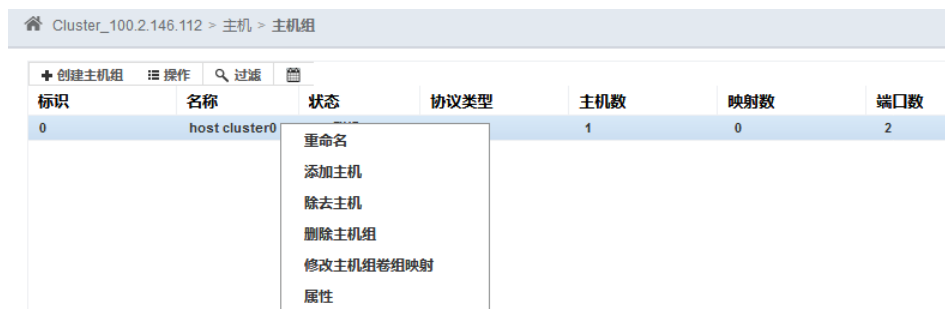 Cluster_100.2.146.112 > 主机 > 主机组
创建主机组 操作 过滤
标识 名称 状态 协议类型 主机数 映射数 端口数
0 host cluster0 1 0 2
重命名
添加主机
除去主机
删除主机组
修改主机组卷组映射
属性